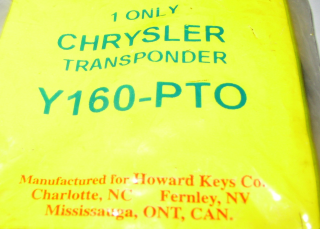 1 ONLY
CHRYSLER
TRANSPONDER
Y160-PTO
Manufactured for Howard Keys Co.
Charlotte, NC Fernley, NV
Mississauga, ONT, CAN.